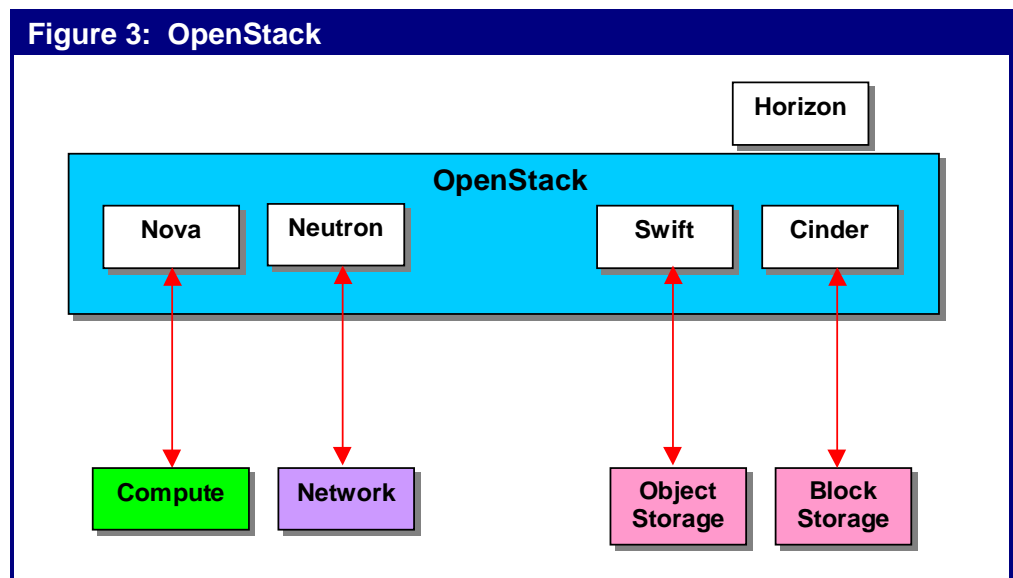 Figure 3: OpenStack
Horizon
OpenStack
Nova
Neutron
Swift
Cinder
Compute
Network
Object
Storage
Block
Storage